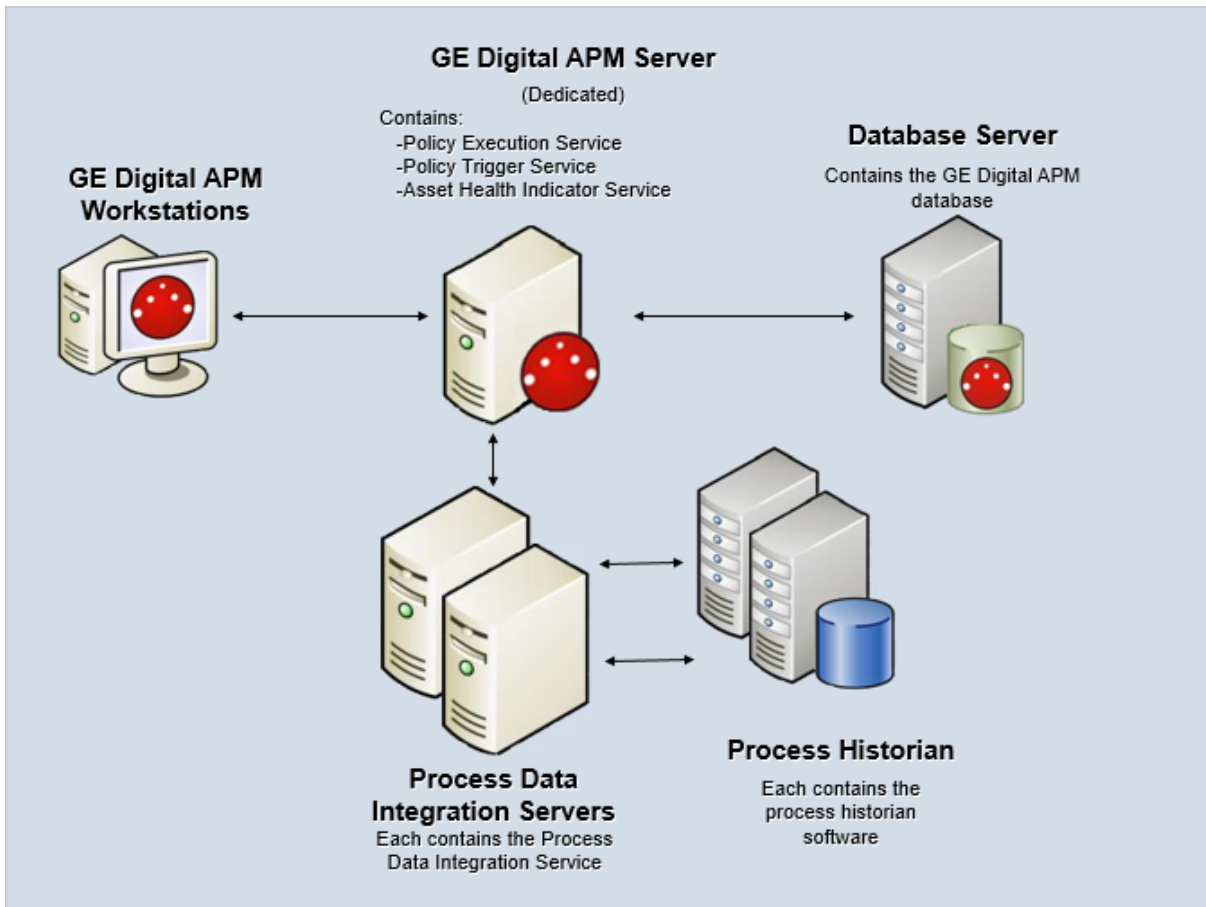 GE Digital APM Server
(Dedicated)
Contains:
-Policy Execution Service
-Policy Trigger Service
-Asset Health Indicator Service
GE Digital APM
Workstations
Database Server
Contains the GE Digital APM
database
Process Data
Integration Servers
Each contains the Process
Data Integration Service
Process Historian
Each contains the
process historian
software